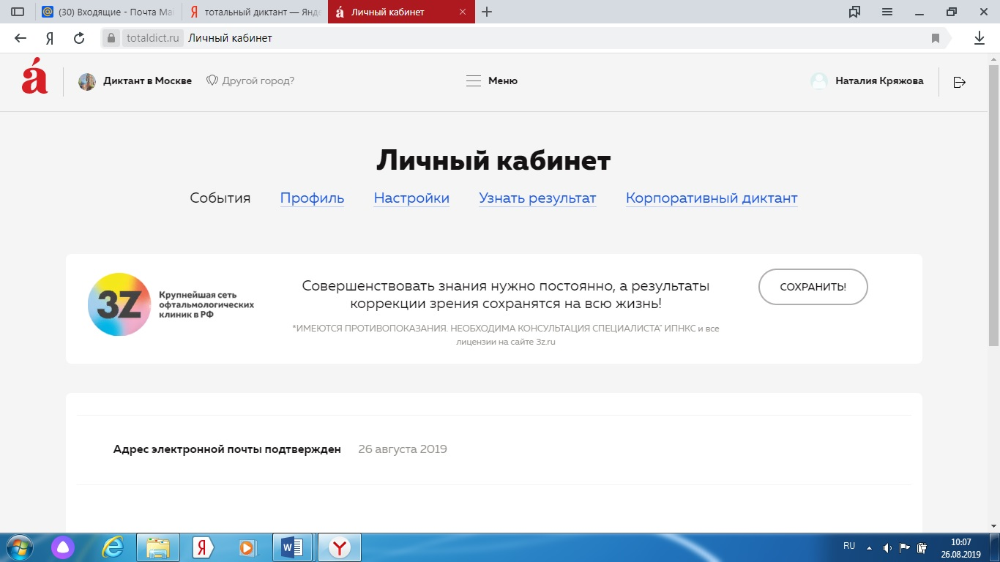 (30) Входящие - Почта Ma
тотальный диктант — Янде
Личный кабинет
totaldict.ru Личный кабинет
Диктант в Москве
Другой город?
Меню
Наталия Кряжова
Личный кабинет
События Профиль Настройки Узнать результат Корпоративный диктант
3Z
Крупнейшая сеть
офтальмологических
клиник в РФ
Совершенствовать знания нужно постоянно, а результаты
коррекции зрения сохранятся на всю жизнь!
*ИМЕЮТСЯ ПРОТИВОПОКАЗАНИЯ. НЕОБХОДИМА КОНСУЛЬТАЦИЯ СПЕЦИАЛИСТА" ИПНКС и все
лицензии на сайте 3z.ru
СОХРАНИТЬ!
Адрес электронной почты подтвержден 26 августа 2019
RU
10:07
26.08.2019